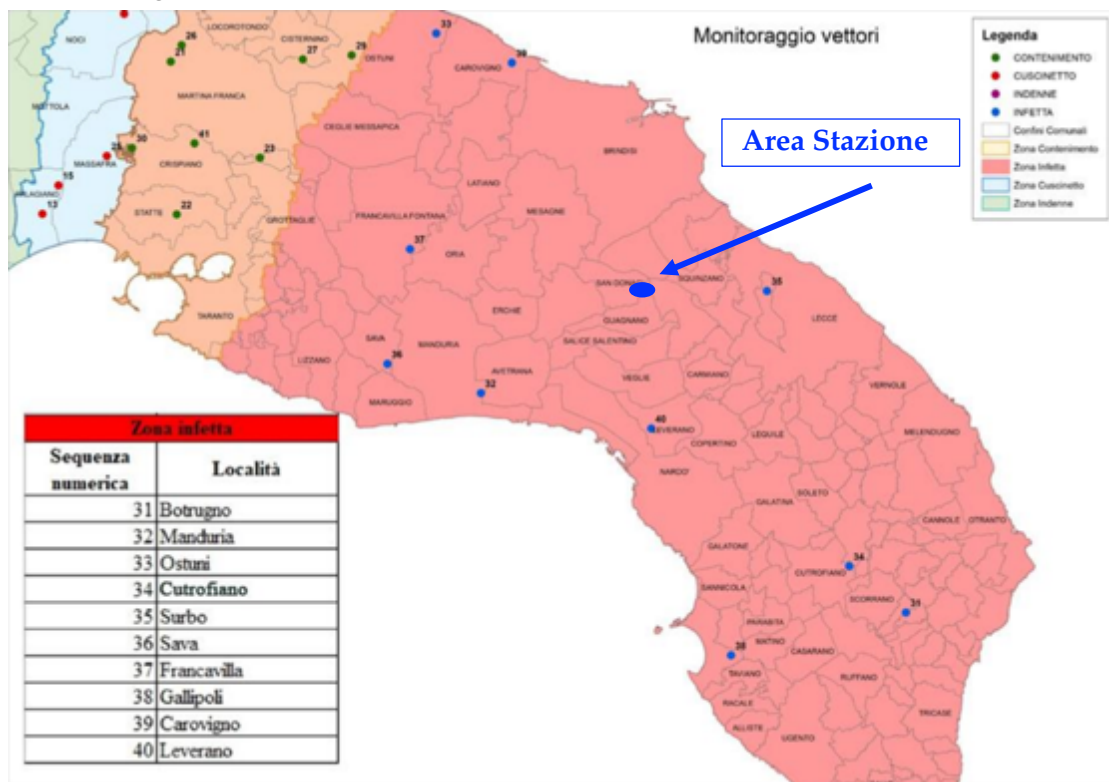 Monitoraggio vettori
Legenda
CONTENIMENTO
CUSCINETTO
INDENNE
INFETTA
Confini Comunali
Zona Contenimento
Zona Infetta
Zona Cuscinetto
Zona Indenne
Area Stazione
33
39
26
21
27
29
41
30
25
23
15
13
22
37
35
36
32
40
34
31
38
LOCOROTONDO
CISTERNINO
OSTUNI
CAROVIGNO
NOCI
MARTINA FRANCA
CEGLIE MESSAPICA
BRINDISI
MASSAFRA
CRISPIANO
LATIANO
STATTE
GROTTAGLIE
FRANCAVILLA FONTANA
MESAGNE
ORIA
SQUINZANO
TARANTO
ERCHIE
GUAGNANO
LECCE
SAVA
MANDURIA
SALICE SALENTINO
LIZZANO
AVETRANA
VEGLIE
CARMIANO
MARUGGIO
VERNOLE
LEVERANO
COPERTINO
LEQUILE
MELENDUGNO
NARDO'
SOLETO
GALATINA
CANNOLE
OTRANTO
GALATONE
CUTROFIANO
SANNICOLA
SCORRANO
PARABITA
MATINO
CASARANO
TAVIANO
RUFFANO
RACALE
ALLISTE
UGENTO
TRICASE
Zona infetta
Sequenza numerica Località
31 Botrugno
32 Manduria
33 Ostuni
34 Cutrofiano
35 Surbo
36 Sava
37 Francavilla
38 Gallipoli
39 Carovigno
40 Leverano